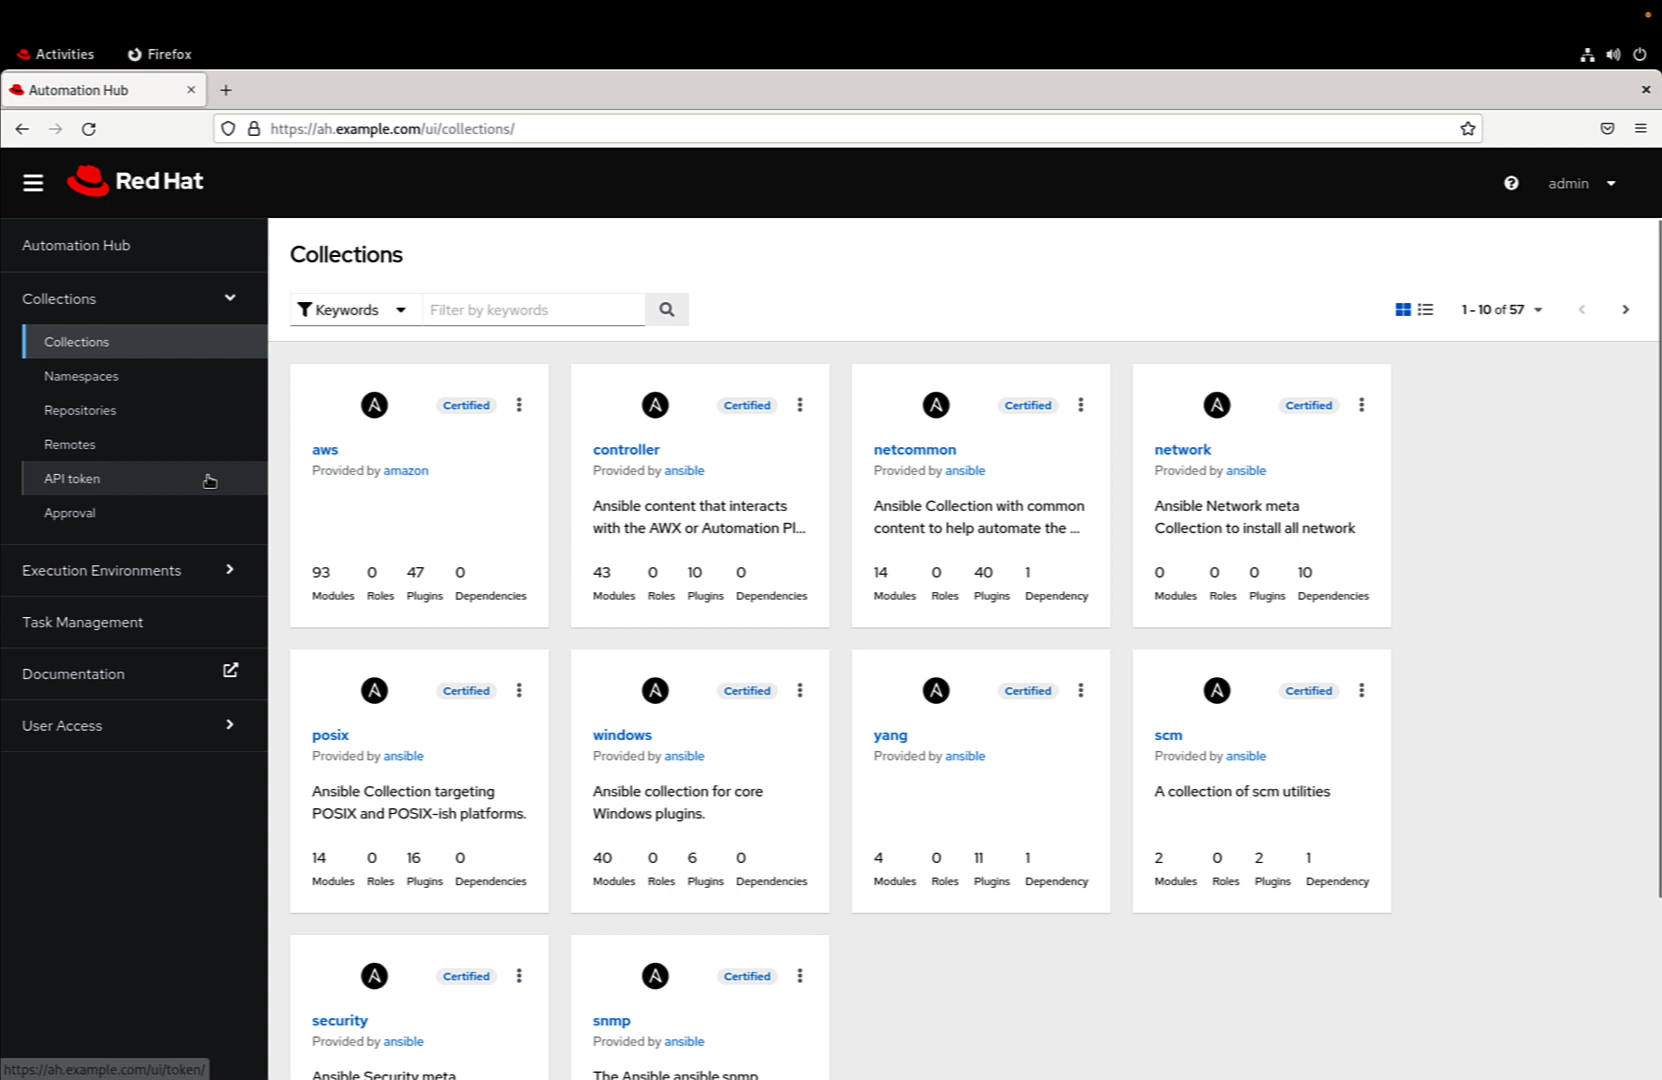 Activities
Firefox
Automation Hub
https://ah.example.com/ui/collections/
Red Hat
admin
Automation Hub
Collections
Collections
Namespaces
Repositories
Remotes
API token
Approval
Execution Environments
Task Management
Documentation
User Access
https://ah.example.com/ui/token/
Collections
Keywords
Filter by keywords
1 - 10 of 57
Certified
aws
Provided by amazon
93 0 47 0
Modules Roles Plugins Dependencies
Certified
controller
Provided by ansible
Ansible content that interacts
with the AWX or Automation Pl...
43 0 10 0
Modules Roles Plugins Dependencies
Certified
netcommon
Provided by ansible
Ansible Collection with common
content to help automate the ...
14 0 40 1
Modules Roles Plugins Dependency
Certified
network
Provided by ansible
Ansible Network meta
Collection to install all network
0 0 0 10
Modules Roles Plugins Dependencies
Certified
posix
Provided by ansible
Ansible Collection targeting
POSIX and POSIX-ish platforms.
14 0 16 0
Modules Roles Plugins Dependencies
Certified
windows
Provided by ansible
Ansible collection for core
Windows plugins.
40 0 6 0
Modules Roles Plugins Dependencies
Certified
yang
Provided by ansible
4 0 11 1
Modules Roles Plugins Dependency
Certified
scm
Provided by ansible
A collection of scm utilities
2 0 2 1
Modules Roles Plugins Dependency
Certified
security
Provided by ansible
Ansible Security meta
Certified
snmp
Provided by ansible
The Ansible ansible.snmp